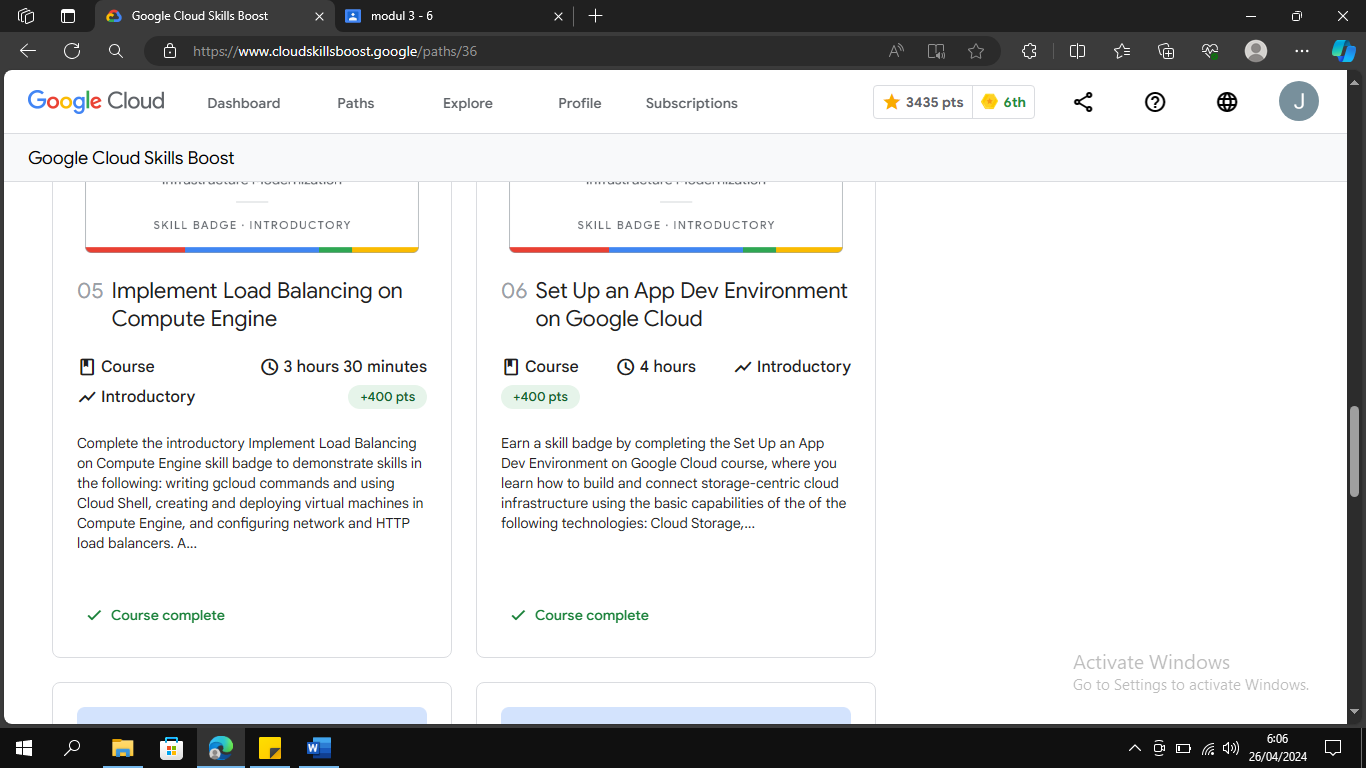 Google Cloud Skills Boost
modul 3 - 6
https://www.cloudskillsboost.google/paths/36
Google Cloud
Dashboard
Paths
Explore
Profile
Subscriptions
3435 pts
6th
J
Google Cloud Skills Boost
Infrastructure Modernization
SKILL BADGE · INTRODUCTORY
05 Implement Load Balancing on
Compute Engine
Course
3 hours 30 minutes
Introductory
+400 pts
Complete the introductory Implement Load Balancing
on Compute Engine skill badge to demonstrate skills in
the following: writing gcloud commands and using
Cloud Shell, creating and deploying virtual machines in
Compute Engine, and configuring network and HTTP
load balancers. A...
Course complete
Infrastructure Modernization
SKILL BADGE · INTRODUCTORY
06 Set Up an App Dev Environment
on Google Cloud
Course
4 hours
Introductory
+400 pts
Earn a skill badge by completing the Set Up an App
Dev Environment on Google Cloud course, where you
learn how to build and connect storage-centric cloud
infrastructure using the basic capabilities of the of the
following technologies: Cloud Storage,...
Course complete
Activate Windows
Go to Settings to activate Windows.
6:06
26/04/2024